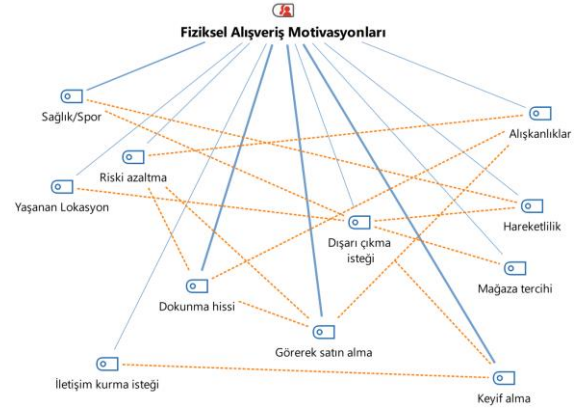 Fiziksel Alışveriş Motivasyonları
Sağlık/Spor
Alışkanlıklar
Riski azaltma
Yaşanan Lokasyon
Hareketlilik
Dışarı çıkma
isteği
Mağaza tercihi
Dokunma hissi
Görerek satın alma
İletişim kurma isteği
Keyif alma